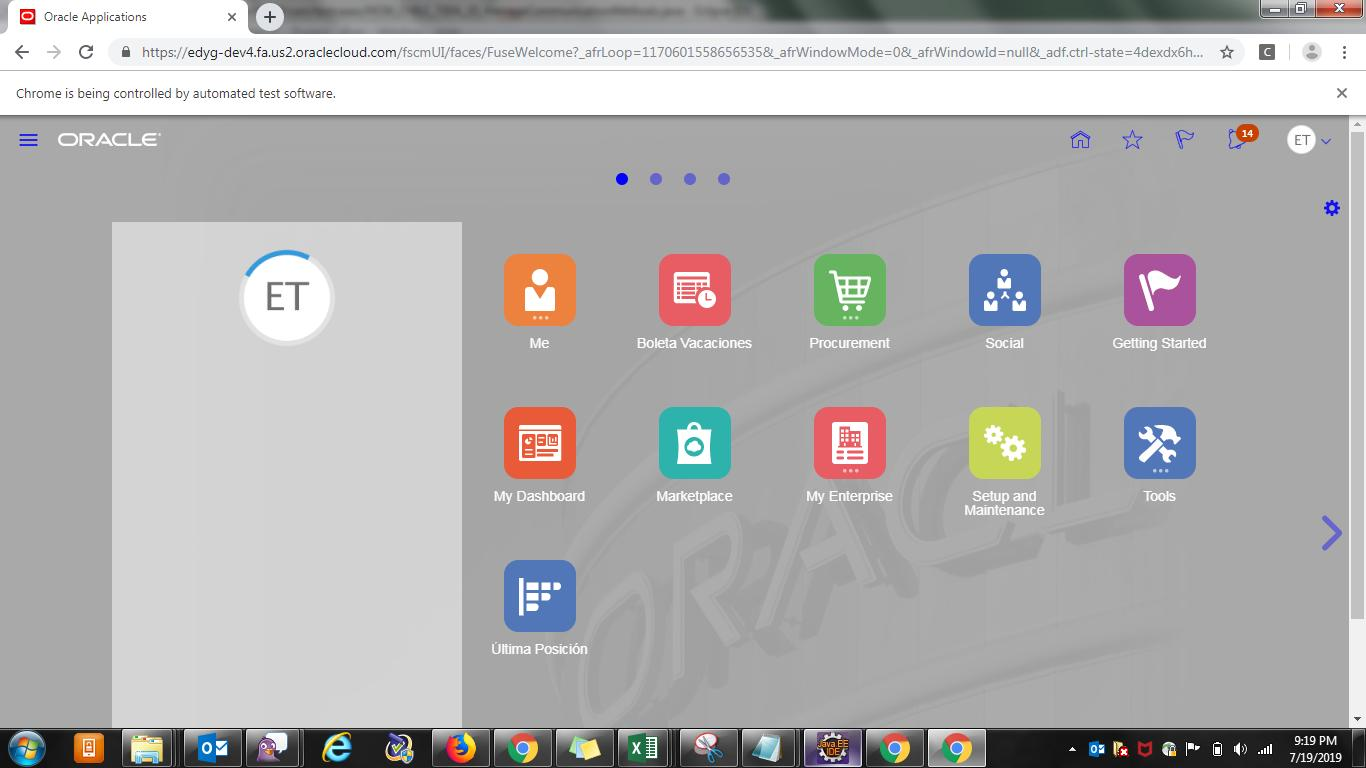 Oracle Applications
https://edyg-dev4.fa.us2.oraclecloud.com/fscmUI/faces/FuseWelcome?_afrLoop=11706015586565535&_afrWindowMode=0&_afrWindowId=null&_adf.ctrl-state=4dexdx6h...
C
Chrome is being controlled by automated test software.
ORACLE
14
ET
ET
Me
Boleta Vacaciones
Procurement
Social
Getting Started
My Dashboard
Marketplace
My Enterprise
Setup and
Maintenance
Tools
Última Posición
ORACL
Java EE
IDE
9:19 PM
7/19/2019